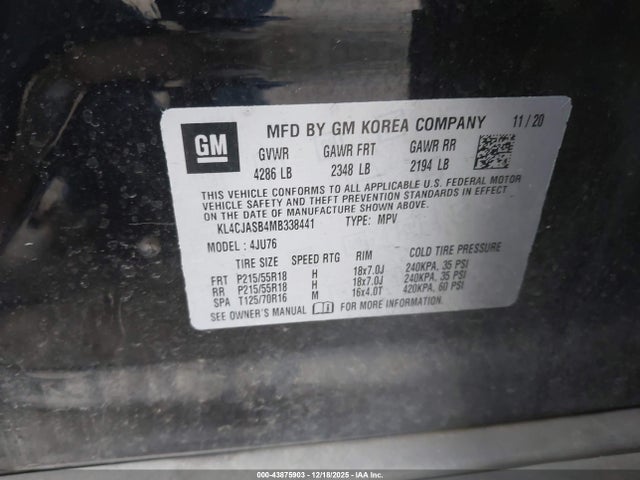 GM
MFD BY GM KOREA COMPANY 11/20
GVWR GAWR FRT GAWR RR
4286 LB 2348 LB 2194 LB
THIS VEHICLE CONFORMS TO ALL APPLICABLE U.S. FEDERAL MOTOR
VEHICLE SAFETY, BUMPER, AND THEFT PREVENTION STANDARDS IN EFFECT
ON THE DATE OF MANUFACTURE SHOWN ABOVE.
KL4CJASB4MB338441 TYPE: MPV
MODEL: 4JU76
TIRE SIZE SPEED RTG RIM COLD TIRE PRESSURE
FRT P215/55R18 H 18x7.0J 240KPA, 35 PSI
RR P215/55R18 H 18x7.0J 240KPA, 35 PSI
SPA T125/70R16 M 16x4.0T 420KPA, 60 PSI
SEE OWNER'S MANUAL FOR MORE INFORMATION
000-43875903 - 12/18/2025 - IAAI.COM